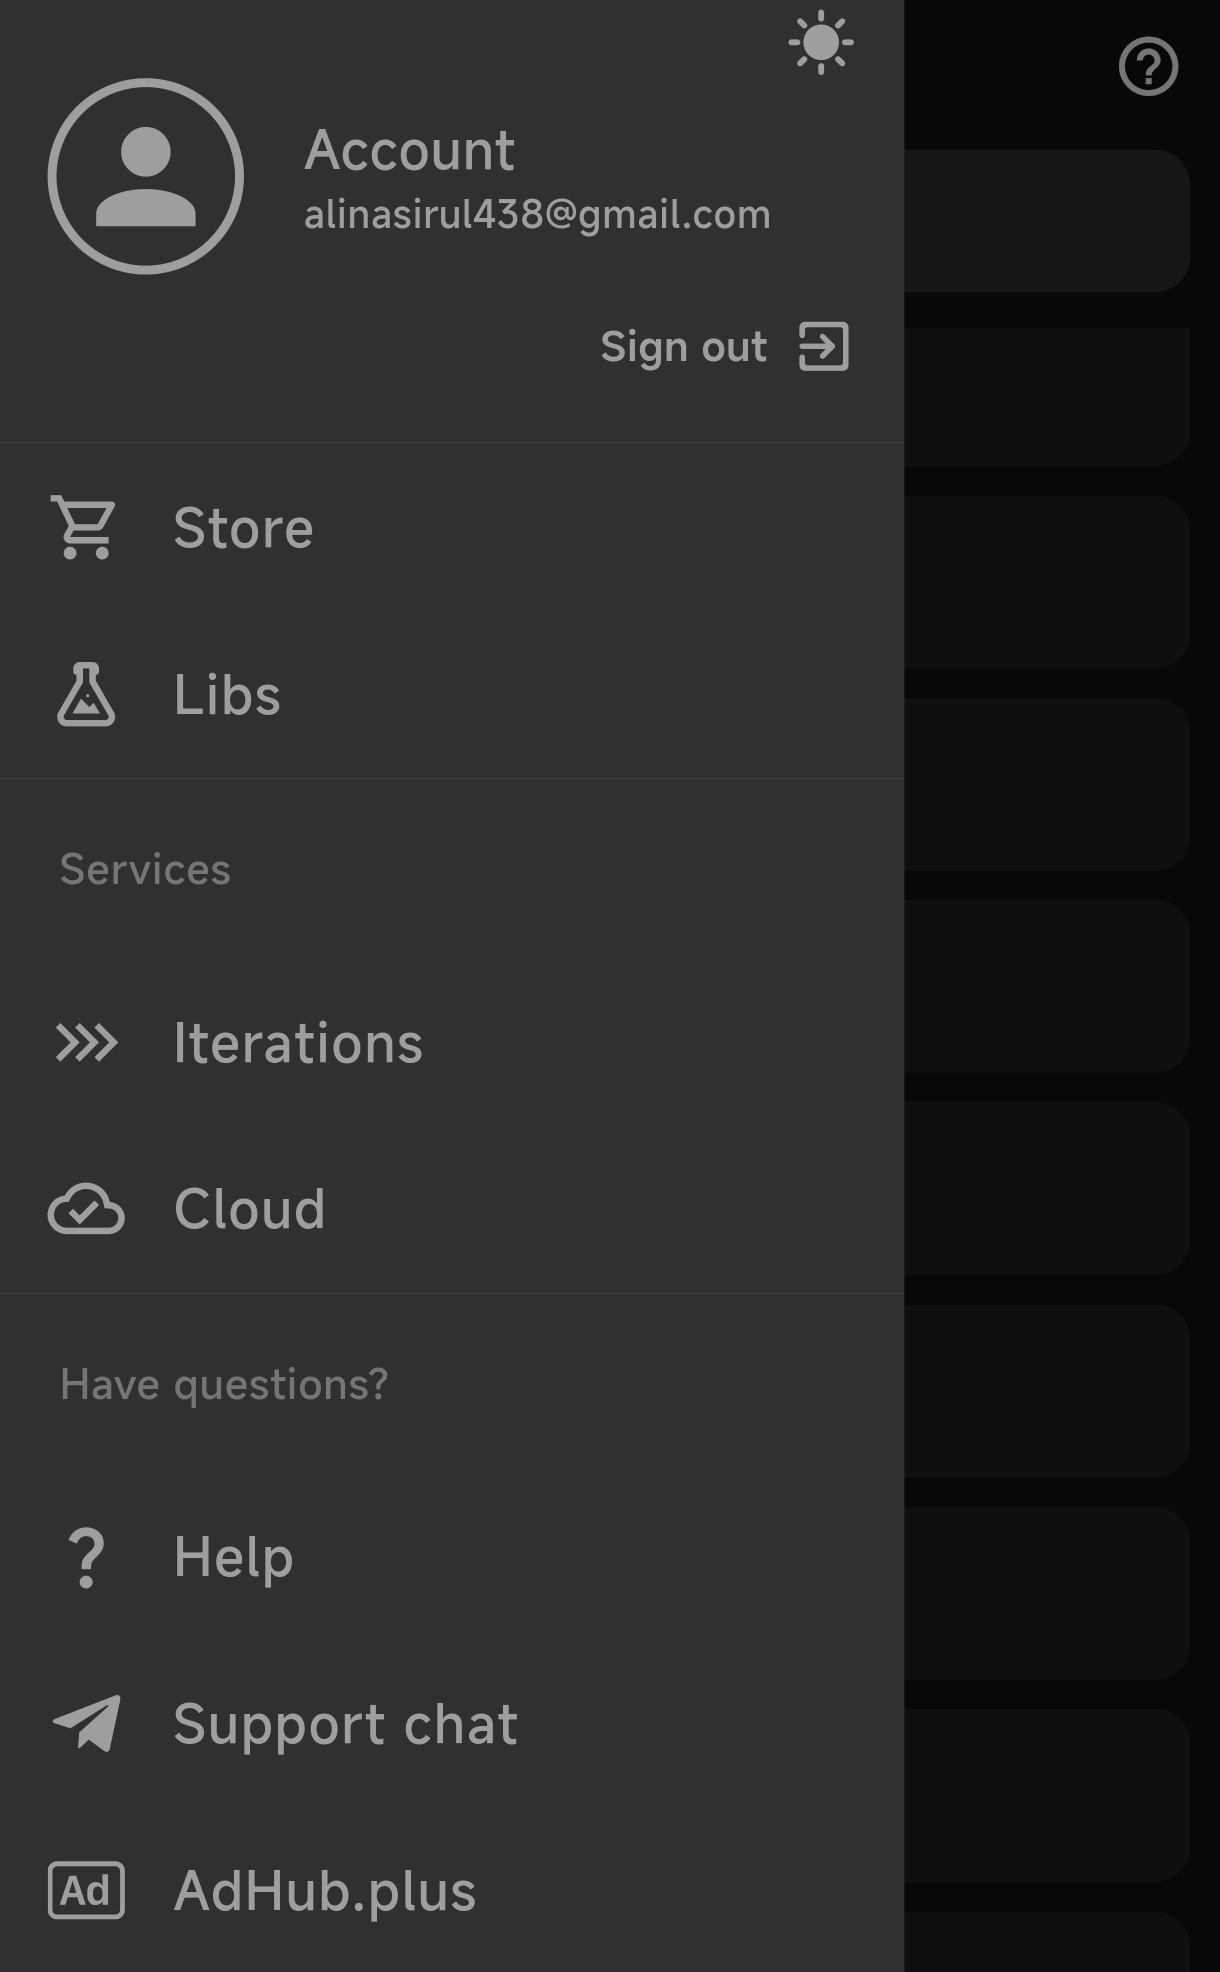 Account
alinasirul438@gmail.com
Sign out
Store
Libs
Services
Iterations
Cloud
Have questions?
Help
Support chat
Ad AdHub.plus